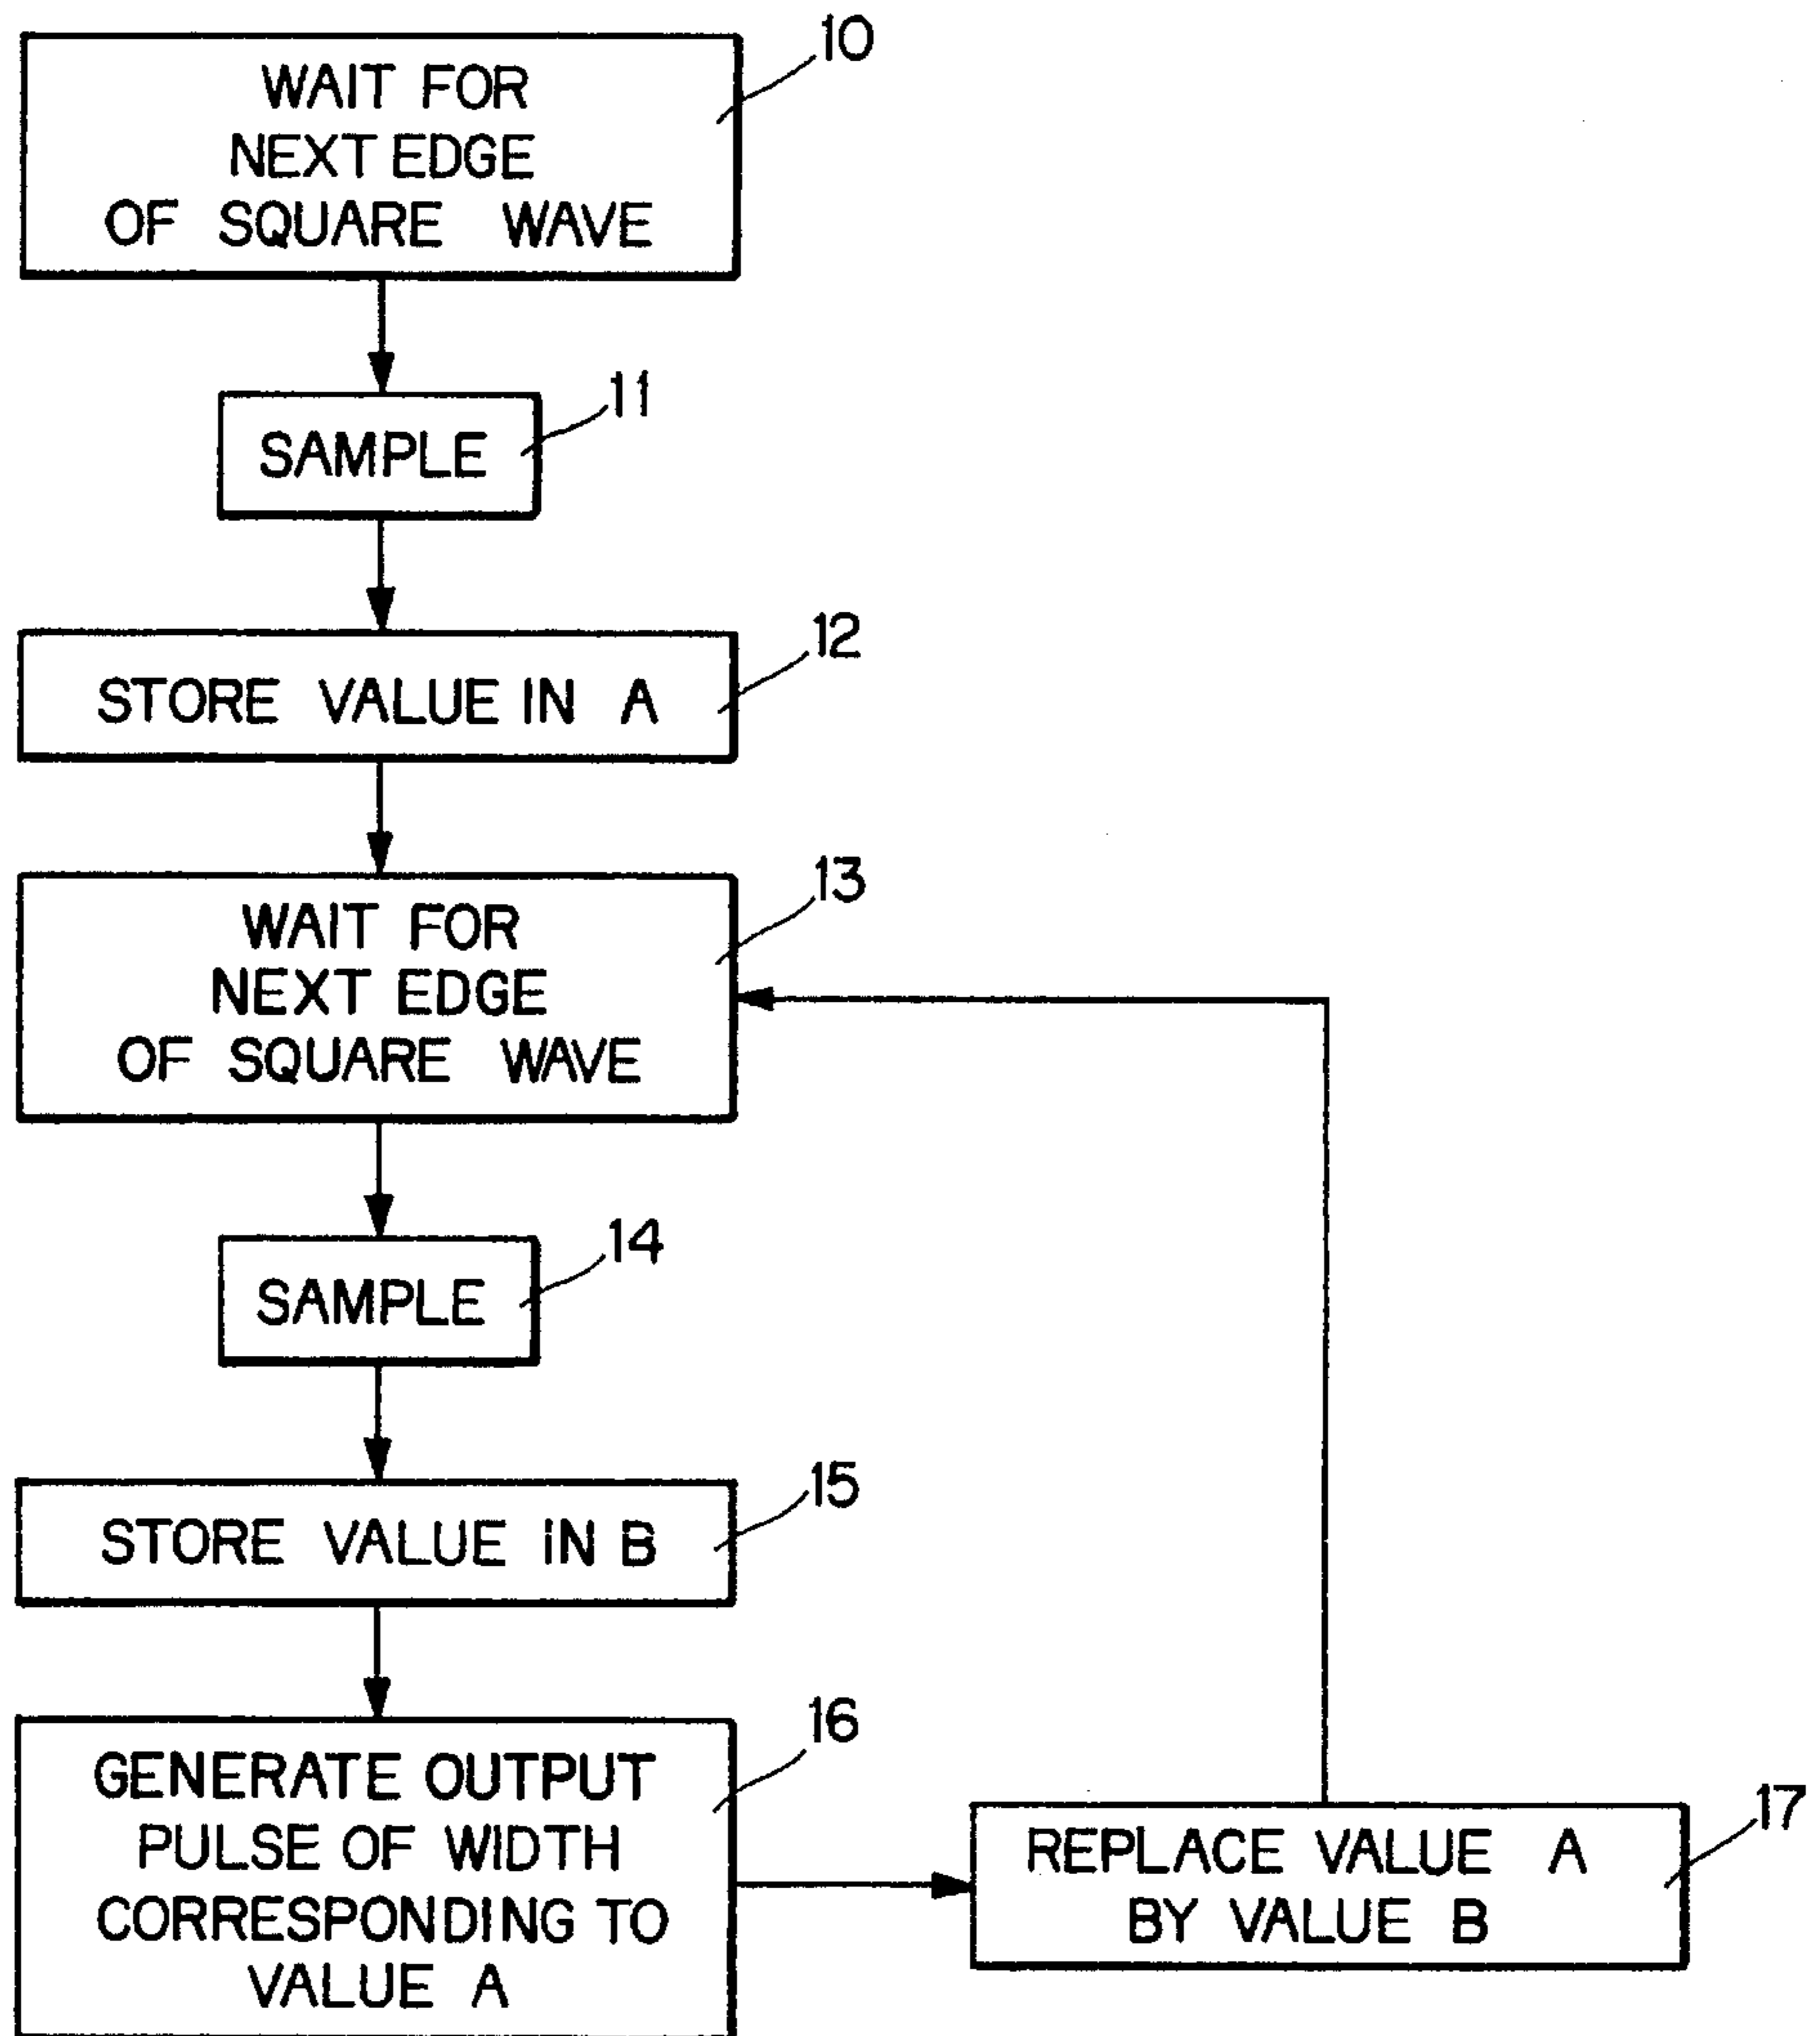 10
WAIT FOR
NEXT EDGE
OF SQUARE WAVE
11
SAMPLE
12
STORE VALUE IN A
13
WAIT FOR
NEXT EDGE
OF SQUARE WAVE
14
SAMPLE
15
STORE VALUE IN B
16
GENERATE OUTPUT
PULSE OF WIDTH
CORRESPONDING TO
VALUE A
17
REPLACE VALUE A
BY VALUE B